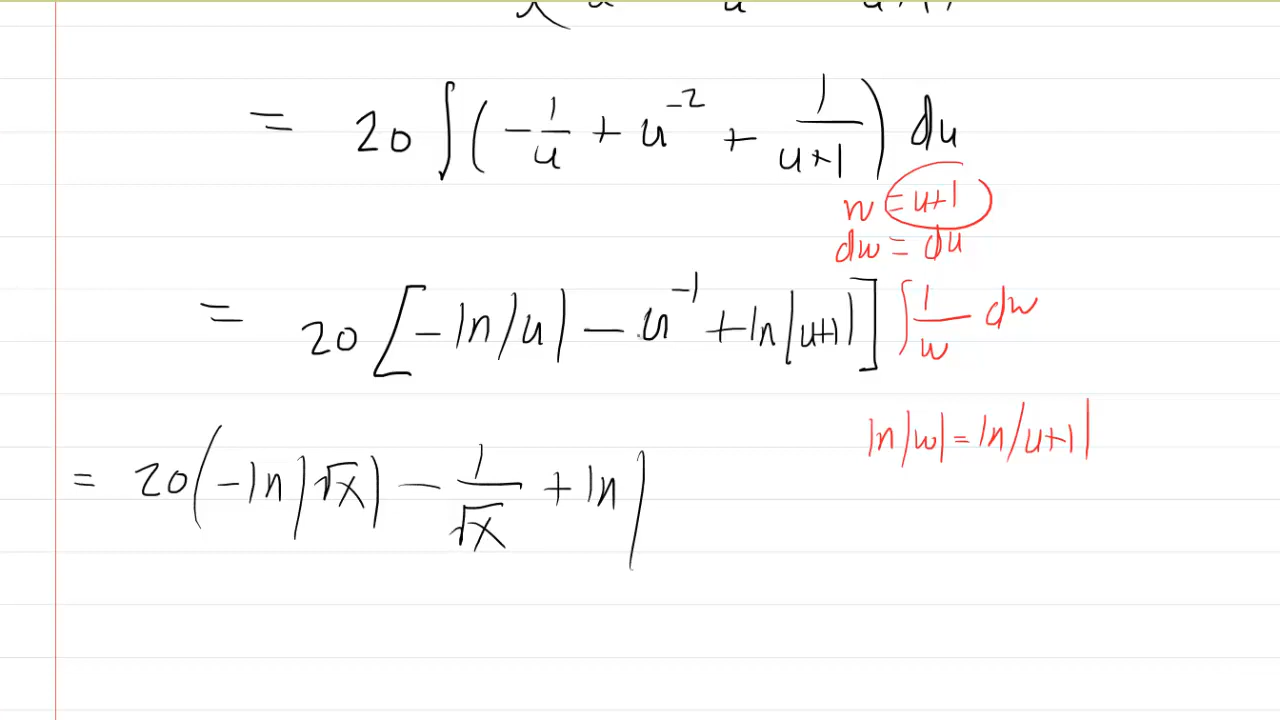 = 20 ∫ ( - 1/u + u^-2 + 1/(u+1) ) du
w = u+1
dw = du
= 20 [ - ln|u| - u^-1 + ln|u+1| ] ∫ 1/w dw
ln|w| = ln|u+1|
= 20 ( - ln|√x| - 1/√x + ln|